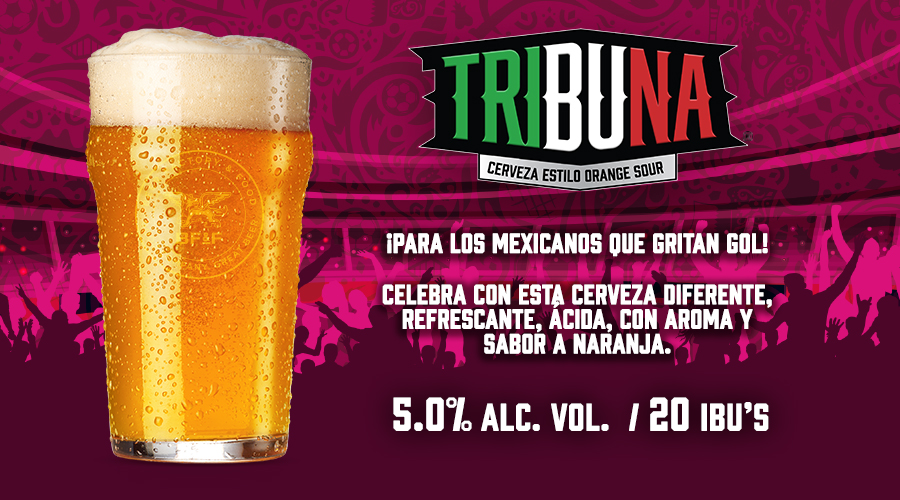 TRIBUNA
CERVEZA ESTILO ORANGE SOUR
¡PARA LOS MEXICANOS QUE GRITAN GOL!
CELEBRA CON ESTA CERVEZA DIFERENTE,
REFRESCANTE, ÁCIDA, CON AROMA Y
SABOR A NARANJA.
5.0% ALC. VOL. / 20 IBU'S